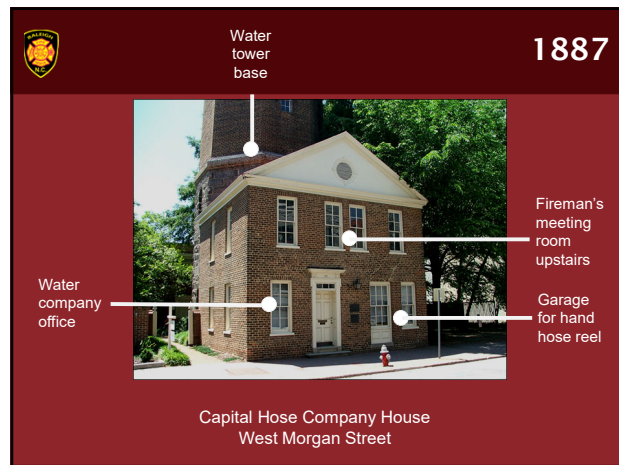 RALEIGH
N.C.
1887
Water
tower
base
Fireman's
meeting
room
upstairs
Water
company
office
Garage
for hand
hose reel
Capital Hose Company House
West Morgan Street